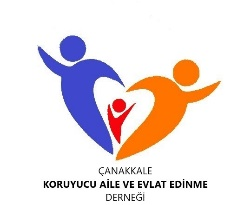 ÇANAKKALE
KORUYUCU AİLE VE EVLAT EDİNME
DERNEĞİ